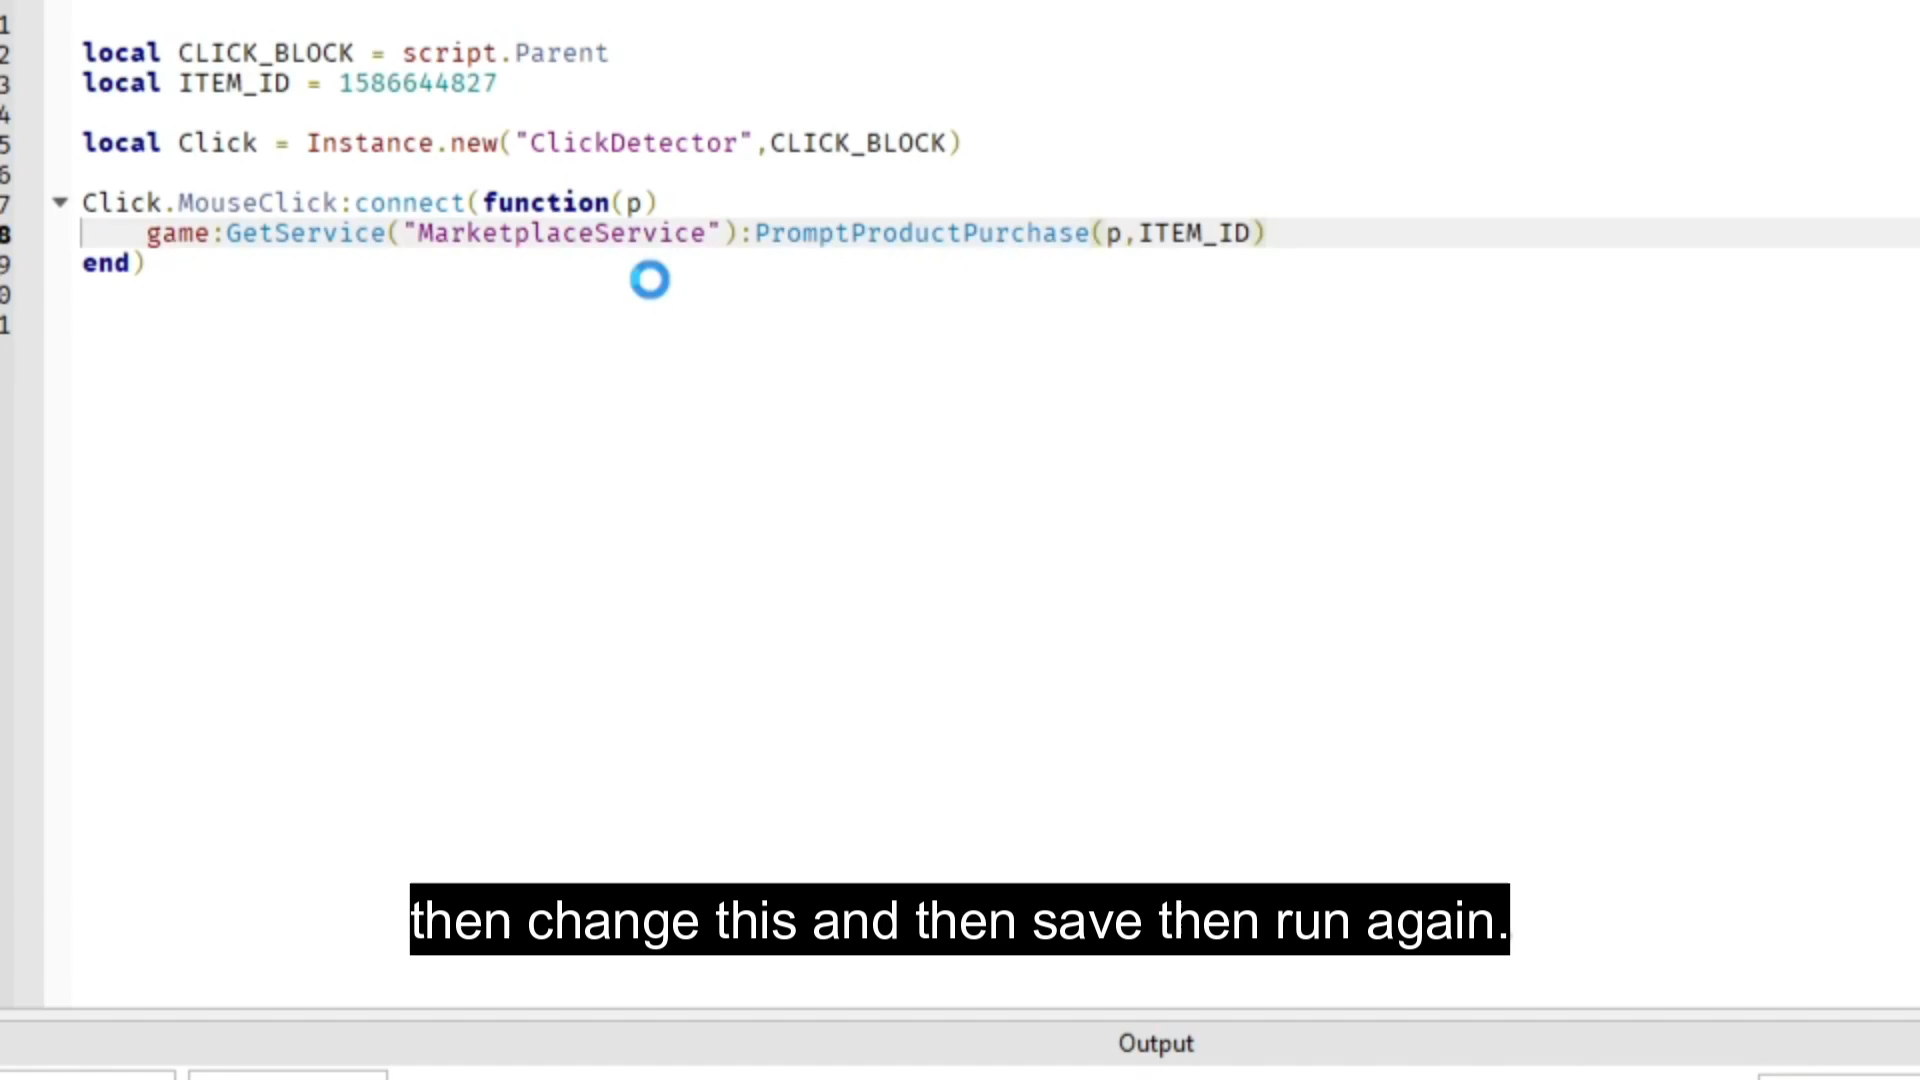 1
2 local CLICK_BLOCK = script.Parent
3 local ITEM_ID = 1586644827
4
5 local Click = Instance.new("ClickDetector",CLICK_BLOCK)
6
7 Click.MouseClick:connect(function(p)
8 game:GetService("MarketplaceService"):PromptProductPurchase(p,ITEM_ID)
9 end)
0
1
then change this and then save then run again.
Output